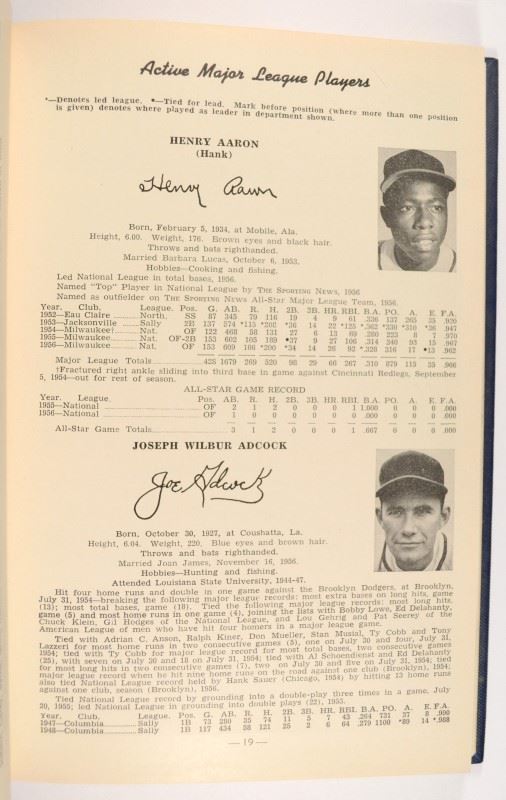 Active Major League Players
*—Denotes led league. •—Tied for lead. Mark before position (where more than one position
is given) denotes where played as leader in department shown.
HENRY AARON
(Hank)
Henry Aaron
Born, February 5, 1934, at Mobile, Ala.
Height, 6.00. Weight, 176. Brown eyes and black hair.
Throws and bats righthanded.
Married Barbara Lucas, October 6, 1953.
Hobbies—Cooking and fishing.
Led National League in total bases, 1956.
Named "Top" Player in National League by THE SPORTING NEWS, 1956
Named as outfielder on THE SPORTING NEWS All-Star Major League Team, 1956.
Year. Club. League. Pos. G. AB. R. H. 2B. 3B. HR. RBI. B.A. PO. A. E. F.A.
1952—Eau Claire North. SS 87 345 79 116 19 4 9 61 .336 137 265 35 .920
1953—Jacksonville Sally 2B 137 574 *115 *208 *36 14 22 *125 *.362 *330 *310 *36 .947
1954—Milwaukee† Nat. OF 122 468 58 131 27 6 13 69 .280 223 5 7 .970
1955—Milwaukee Nat. OF-2B 153 602 105 189 •37 9 27 106 .314 340 93 15 .967
1956—Milwaukee Nat. OF 153 609 106 *200 *34 14 26 92 *.328 316 17 •13 .962
Major League Totals 428 1679 269 520 98 29 66 267 .310 879 115 35 .966
†Fractured right ankle sliding into third base in game against Cincinnati Redlegs, September
5, 1954—out for rest of season.
ALL-STAR GAME RECORD
Year. League. Pos. AB. R. H. 2B. 3B. HR. RBI. B.A. PO. A. E. F.A.
1955—National OF 2 1 2 0 0 0 1 1.000 0 0 0 .000
1956—National OF 1 0 0 0 0 0 0 .000 0 0 0 .000
All-Star Game Totals 3 1 2 0 0 0 1 .667 0 0 0 .000
JOSEPH WILBUR ADCOCK
Joe Adcock
Born, October 30, 1927, at Coushatta, La.
Height, 6.04. Weight, 220. Blue eyes and brown hair.
Throws and bats righthanded.
Married Joan James, November 16, 1956.
Hobbies—Hunting and fishing.
Attended Louisiana State University, 1944-47.
Hit four home runs and double in one game against the Brooklyn Dodgers, at Brooklyn,
July 31, 1954—breaking the following major league records: most extra bases on long hits, game
(13); most total bases, game (18). Tied the following major league records: most long hits,
game (5) and most home runs in one game (4), joining the lists with Bobby Lowe, Ed Delahanty,
Chuck Klein, Gil Hodges of the National League, and Lou Gehrig and Pat Seerey of the
American League of men who have hit four homers in a major league game.
Tied with Adrian C. Anson, Ralph Kiner, Don Mueller, Stan Musial, Ty Cobb and Tony
Lazzeri for most home runs in two consecutive games (5), one on July 30 and four, July 31,
1954; tied with Ty Cobb for major league record for most total bases, two consecutive games
(25), with seven on July 30 and 18 on July 31, 1954; tied with Al Schoendienst and Ed Delahanty
for most long hits in two consecutive games (7), two on July 30 and five on July 31, 1954; tied
major league record when he hit nine home runs on the road against one club (Brooklyn), 1954;
also tied National League record held by Hank Sauer (Chicago, 1954) by hitting 13 home runs
against one club, season (Brooklyn), 1956.
Tied National League record by grounding into a double-play three times in a game, July
20, 1955; led National League in grounding into double plays (22), 1955.
Year. Club. League. Pos. G. AB. R. H. 2B. 3B. HR. RBI. B.A. PO. A. E. F.A.
1947—Columbia Sally 1B 73 280 35 74 11 5 7 43 .264 731 37 8 .990
1948—Columbia Sally 1B 117 434 58 121 25 2 6 64 .279 1100 *89 14 *.988
— 19 —